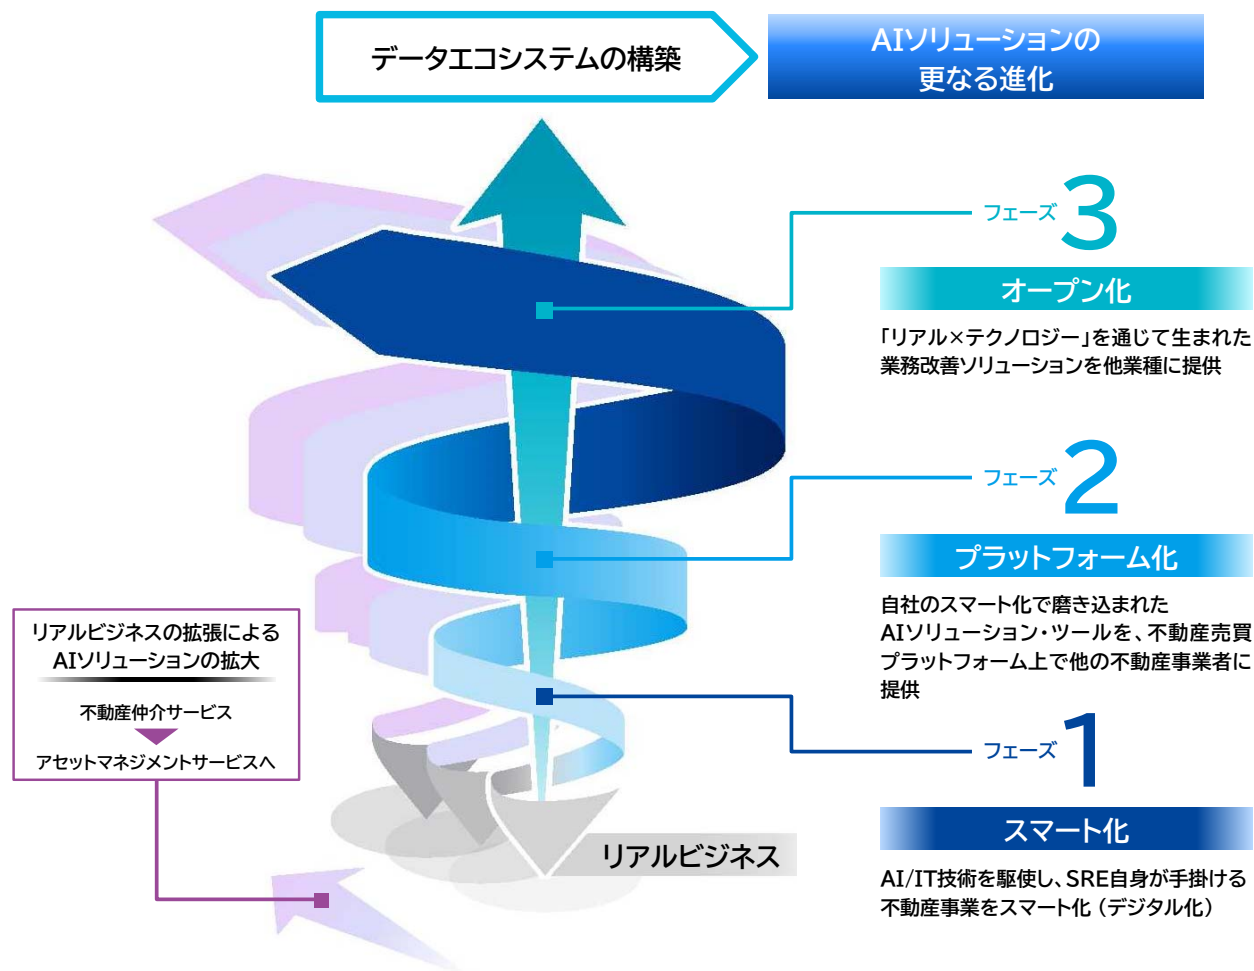 データエコシステムの構築
AIソリューションの
更なる進化
フェーズ 3
オープン化
「リアル×テクノロジー」を通じて生まれた
業務改善ソリューションを他業種に提供
フェーズ 2
プラットフォーム化
自社のスマート化で磨き込まれた
AIソリューション・ツールを、不動産売買
プラットフォーム上で他の不動産事業者に
提供
フェーズ 1
スマート化
AI/IT技術を駆使し、SRE自身が手掛ける
不動産事業をスマート化（デジタル化）
リアルビジネスの拡張による
AIソリューションの拡大
不動産仲介サービス
アセットマネジメントサービスへ
リアルビジネス